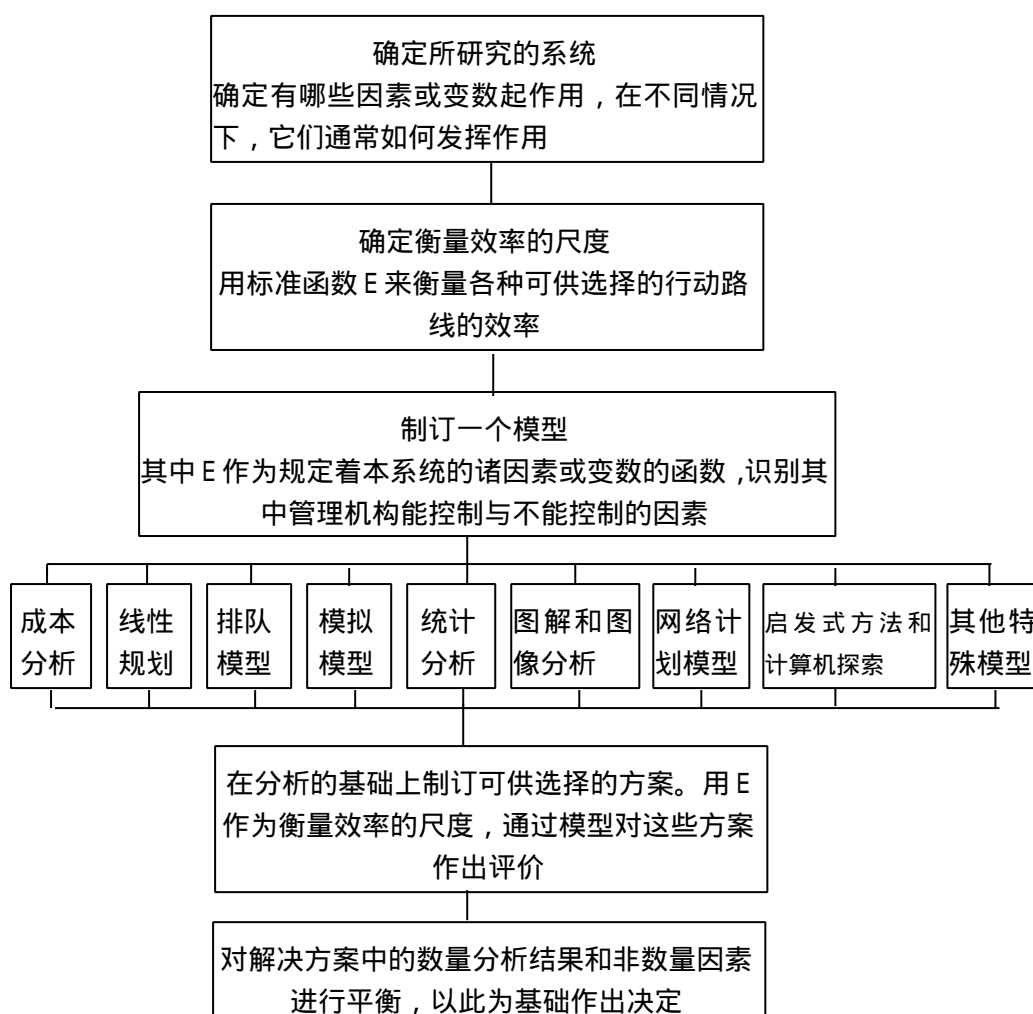 确定所研究的系统
确定有哪些因素或变数起作用，在不同情况
下，它们通常如何发挥作用
确定衡量效率的尺度
用标准函数 E 来衡量各种可供选择的行动路
线的效率
制订一个模型
其中 E 作为规定着本系统的诸因素或变数的函数，识别其
中管理机构能控制与不能控制的因素
成本
分析
线性
规划
排队
模型
模拟
模型
统计
分析
图解和图
像分析
网络计
划模型
启发式方法和
计算机探索
其他特
殊模型
在分析的基础上制订可供选择的方案。用 E
作为衡量效率的尺度，通过模型对这些方案
作出评价
对解决方案中的数量分析结果和非数量因素
进行平衡，以此为基础作出决定